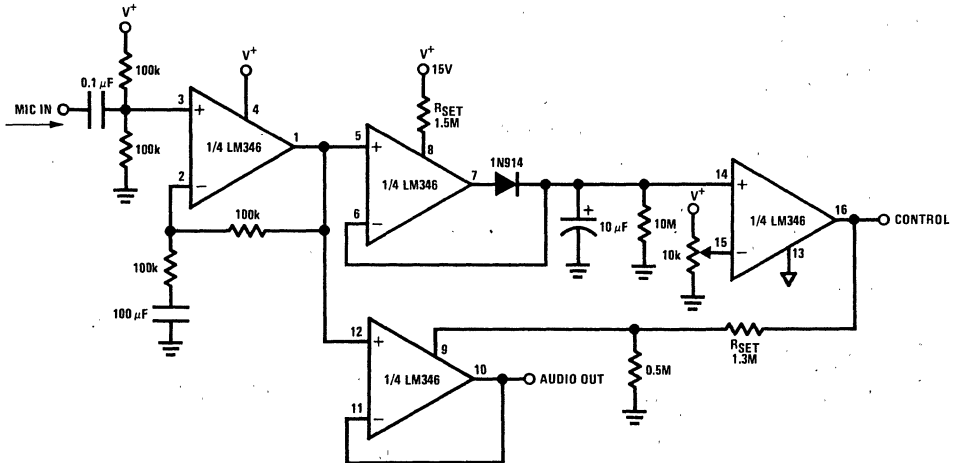 V+
100k
0.1 μF
MIC IN
100k
3
+
2
−
V+
4
1/4 LM346
1
100k
100k
100 μF
V+
15V
RSET
1.5M
8
5
+
6
−
1/4 LM346
7
1N914
+
10 μF
10M
V+
10k
14
+
15
−
1/4 LM346
13
16
CONTROL
12
+
11
−
1/4 LM346
9
10
AUDIO OUT
0.5M
RSET
1.3M